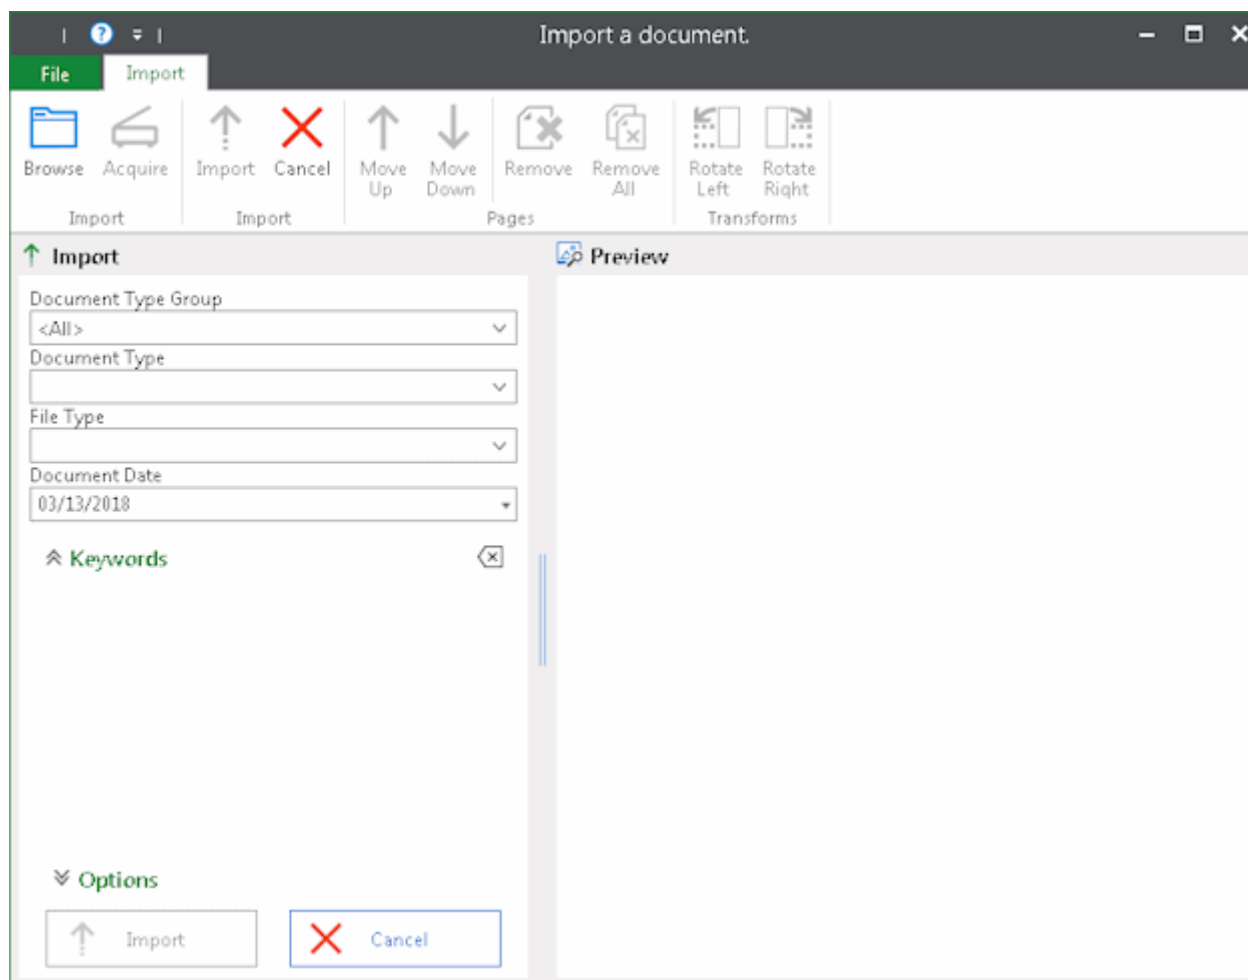 Import a document.
File Import
Browse Acquire Import Cancel Move Up Move Down Remove Remove All Rotate Left Rotate Right
Import Import Pages Transforms
Import
Preview
Document Type Group
<All>
Document Type
File Type
Document Date
03/13/2018
Keywords
Options
Import Cancel